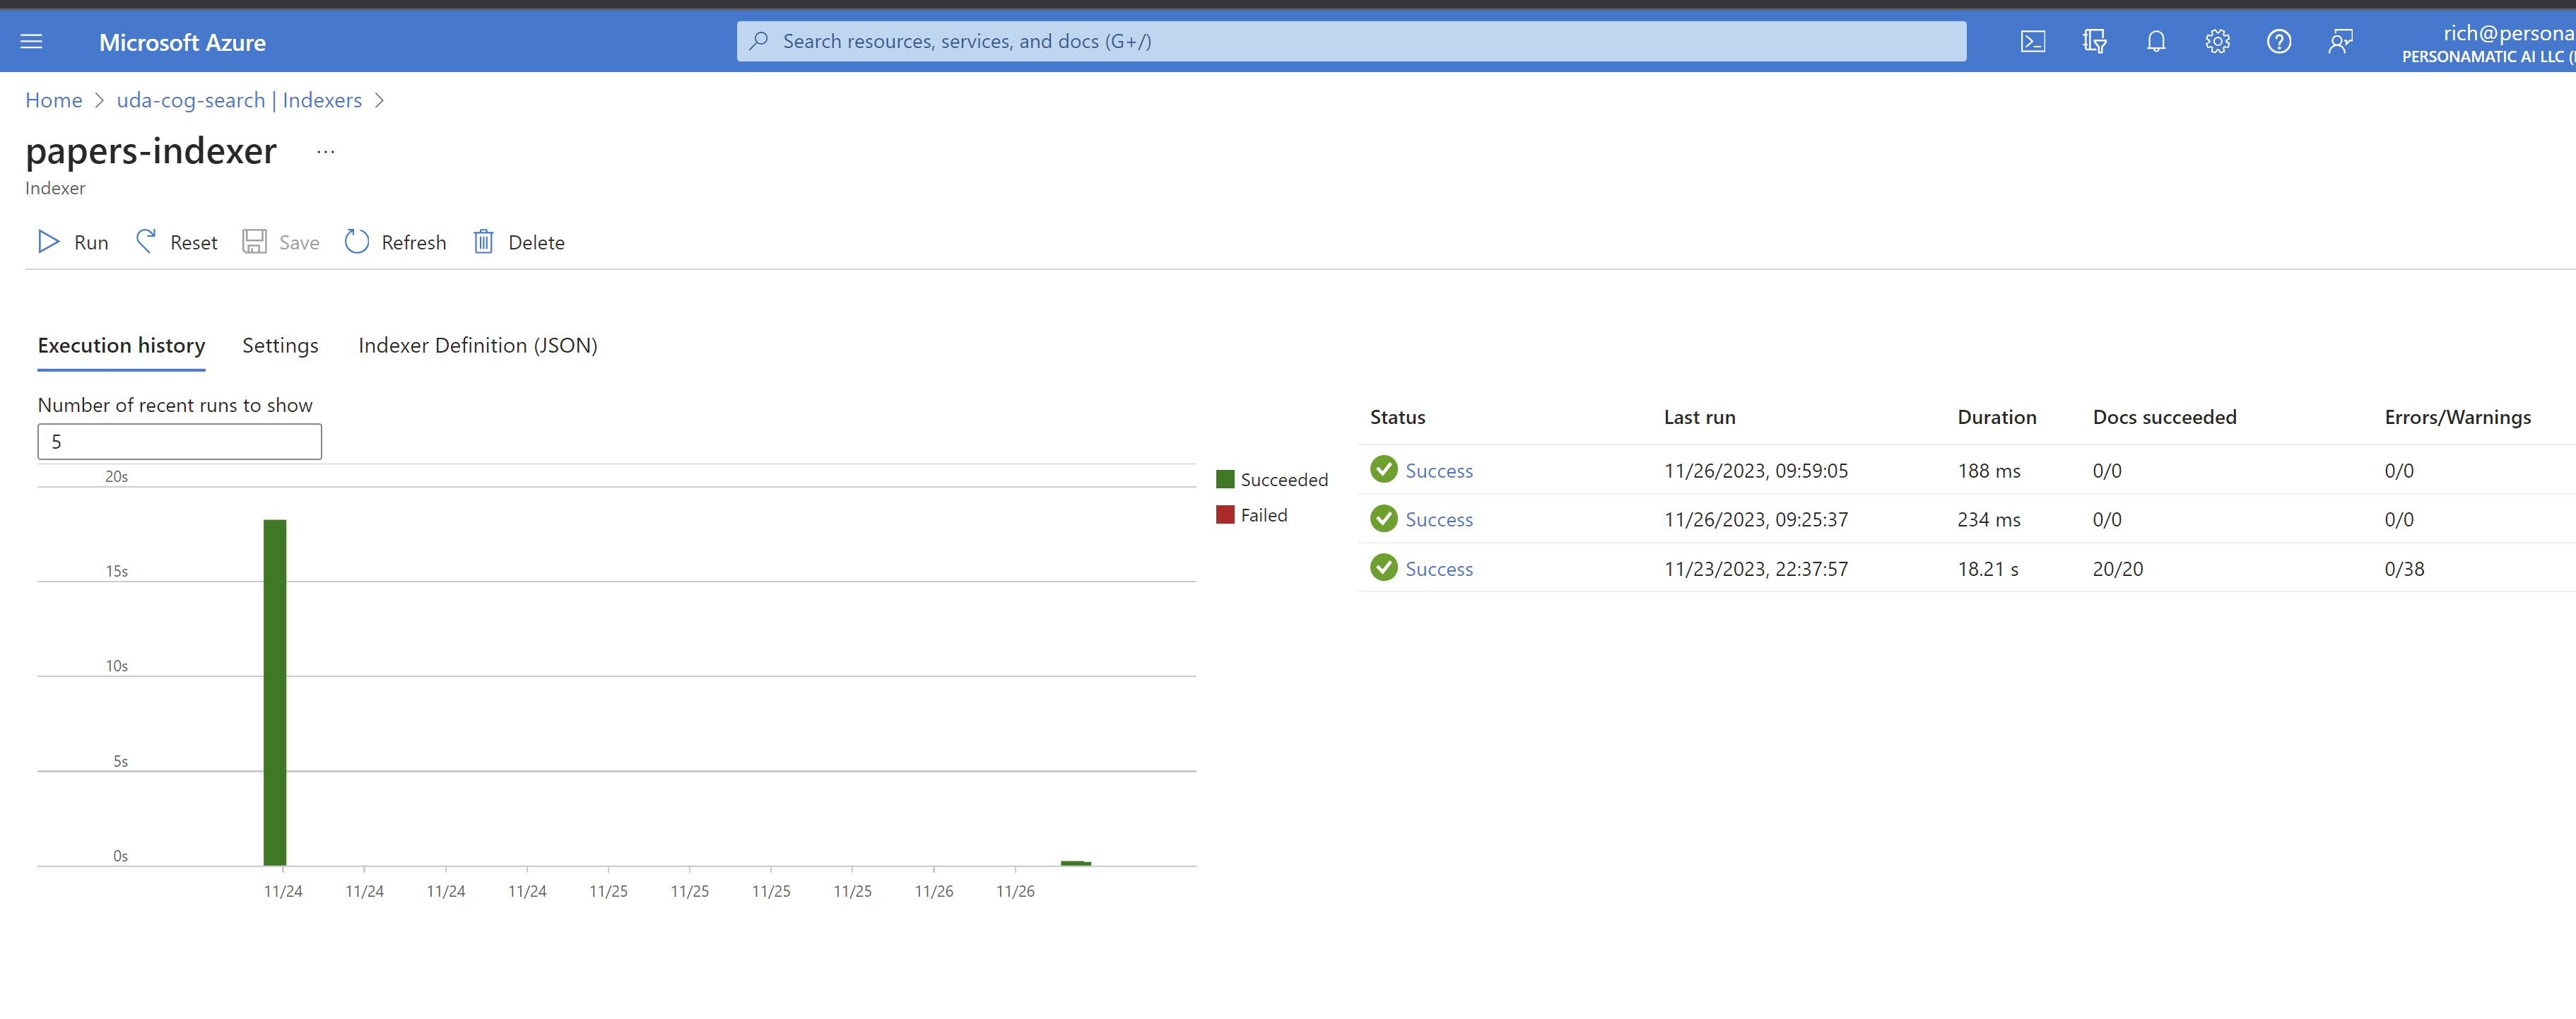 Microsoft Azure
Search resources, services, and docs (G+/)
rich@persona
PERSONAMATIC AI LLC (
Home > uda-cog-search | Indexers >
papers-indexer ...
Indexer
Run Reset Save Refresh Delete
Execution history Settings Indexer Definition (JSON)
Number of recent runs to show
5
20s
15s
10s
5s
0s
11/24 11/24 11/24 11/24 11/25 11/25 11/25 11/25 11/26 11/26
Succeeded
Failed
Status Last run Duration Docs succeeded Errors/Warnings
Success 11/26/2023, 09:59:05 188 ms 0/0 0/0
Success 11/26/2023, 09:25:37 234 ms 0/0 0/0
Success 11/23/2023, 22:37:57 18.21 s 20/20 0/38